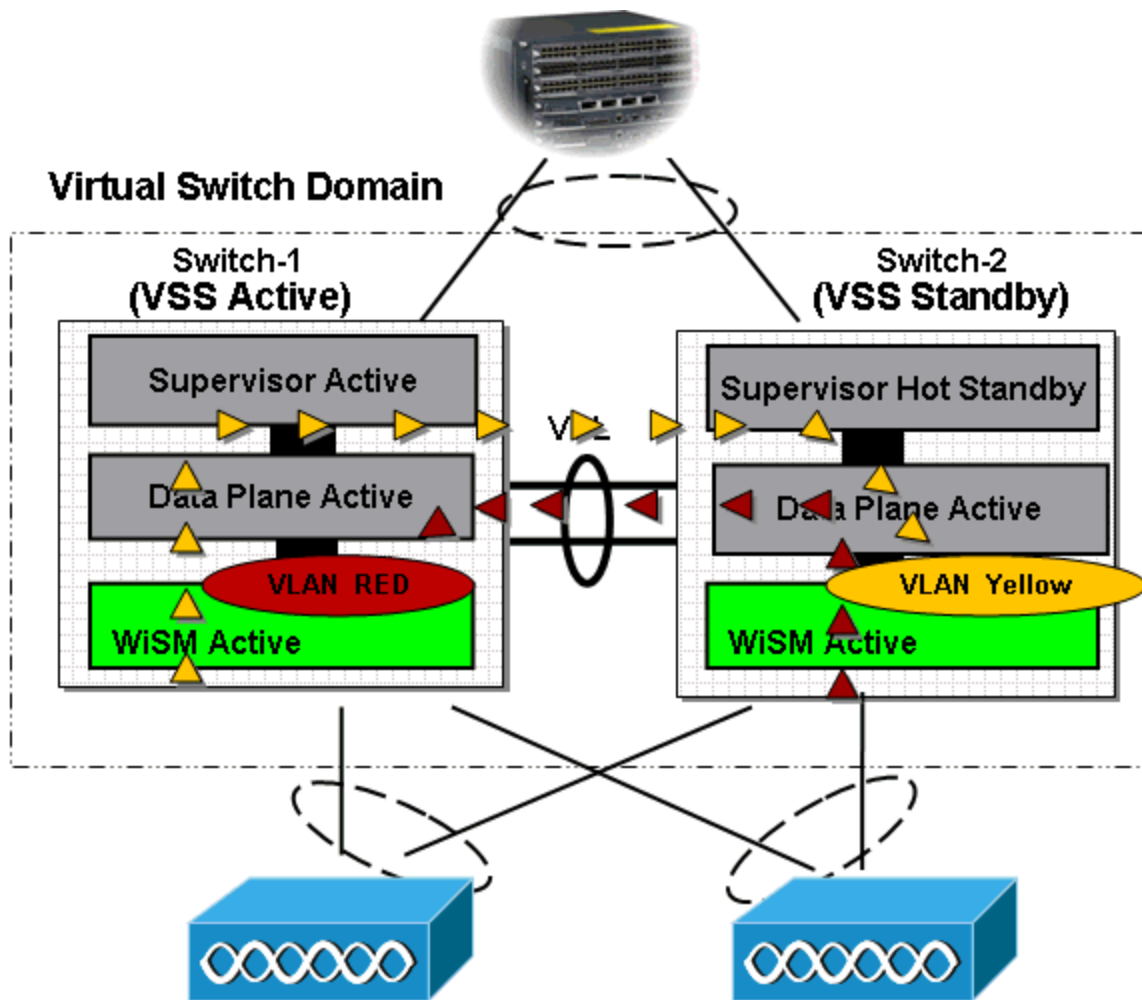 Virtual Switch Domain
Switch-1
(VSS Active)
Supervisor Active
Data Plane Active
VLAN RED
WiSM Active
Switch-2
(VSS Standby)
Supervisor Hot Standby
Data Plane Active
VLAN Yellow
WiSM Active